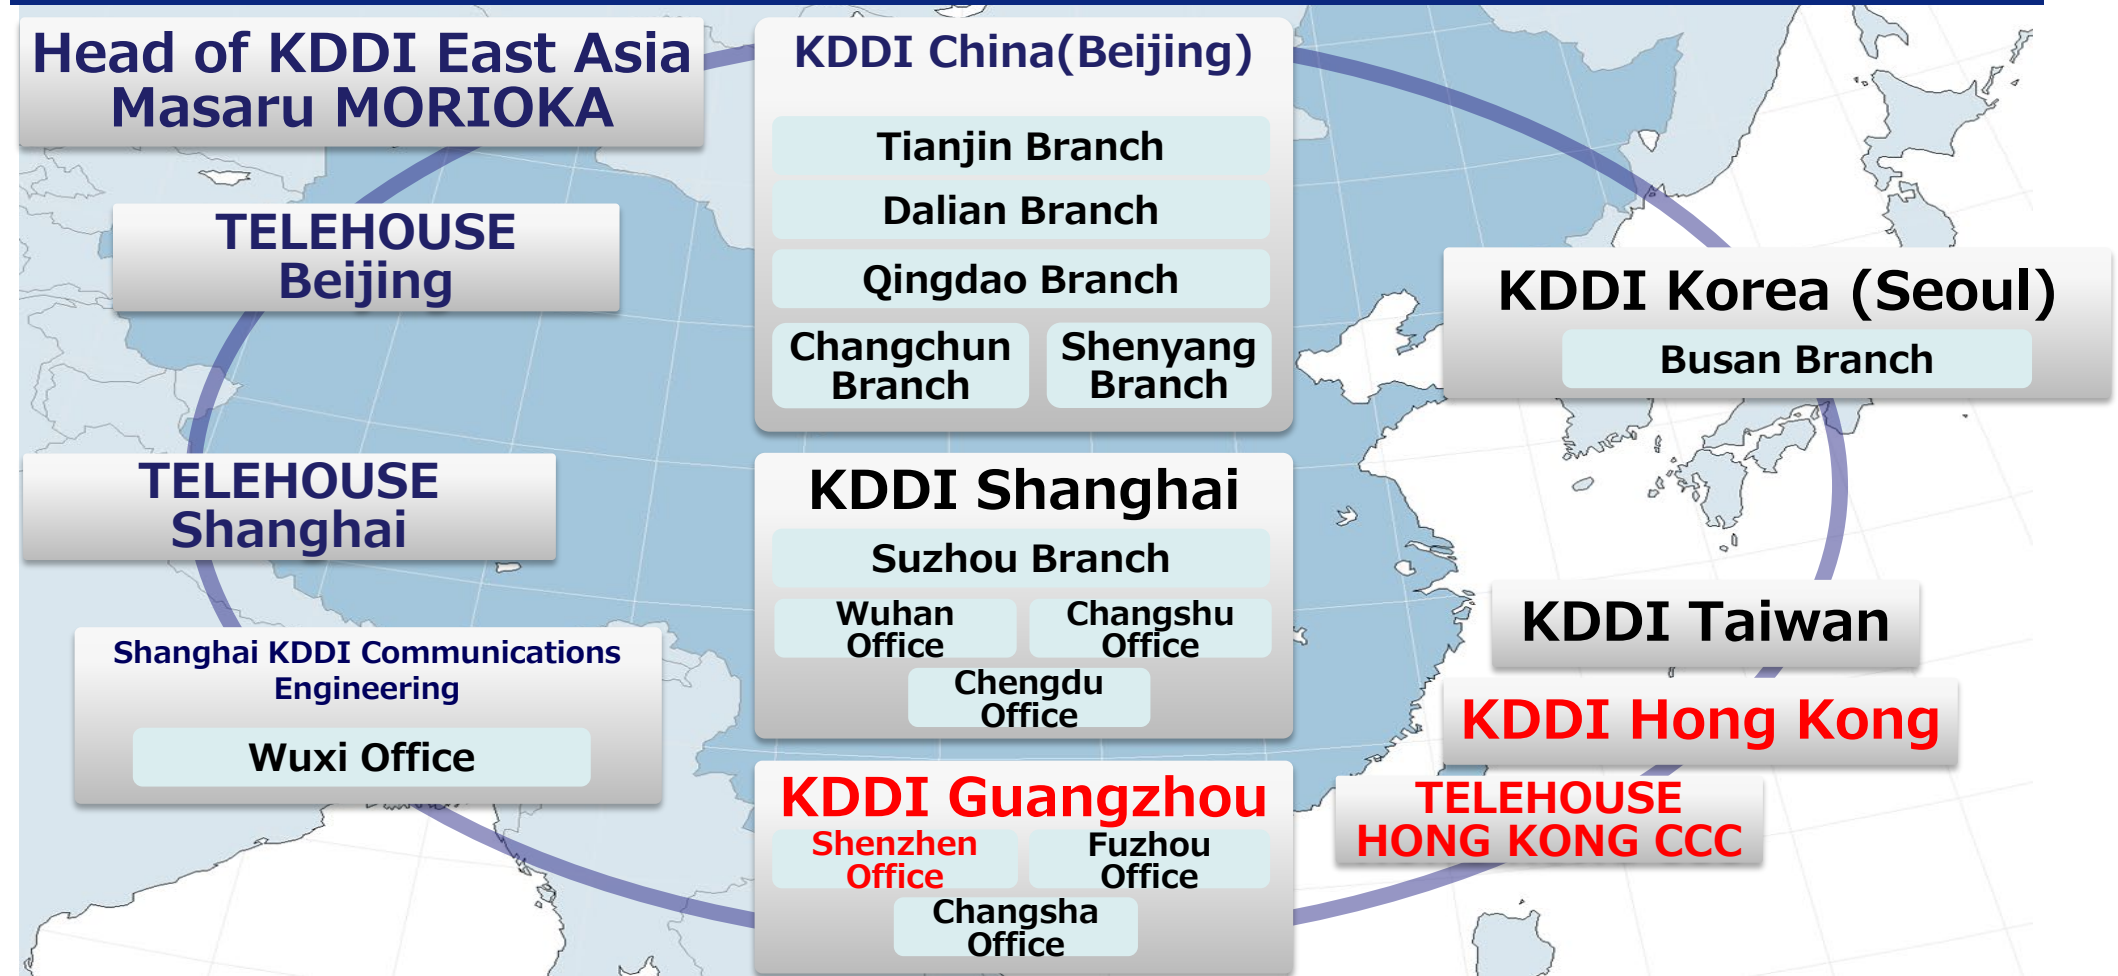 Head of KDDI East Asia
Masaru MORIOKA
TELEHOUSE
Beijing
TELEHOUSE
Shanghai
Shanghai KDDI Communications
Engineering
Wuxi Office
KDDI China(Beijing)
Tianjin Branch
Dalian Branch
Qingdao Branch
Changchun
Branch
Shenyang
Branch
KDDI Shanghai
Suzhou Branch
Wuhan
Office
Changshu
Office
Chengdu
Office
KDDI Guangzhou
Shenzhen
Office
Fuzhou
Office
Changsha
Office
KDDI Korea (Seoul)
Busan Branch
KDDI Taiwan
KDDI Hong Kong
TELEHOUSE
HONG KONG CCC